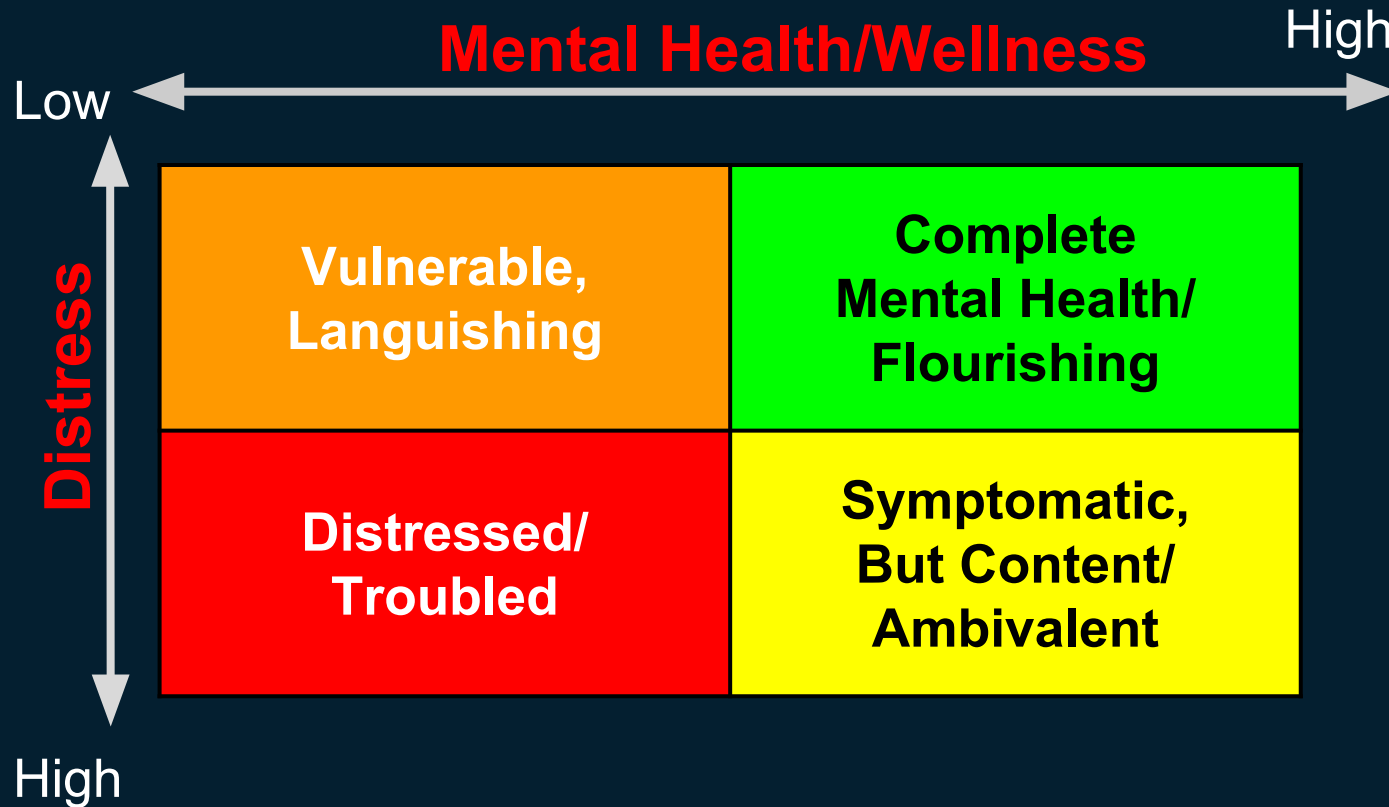 Mental Health/Wellness
High
Low
Distress
Vulnerable,
Languishing
Complete
Mental Health/
Flourishing
Distressed/
Troubled
Symptomatic,
But Content/
Ambivalent
High